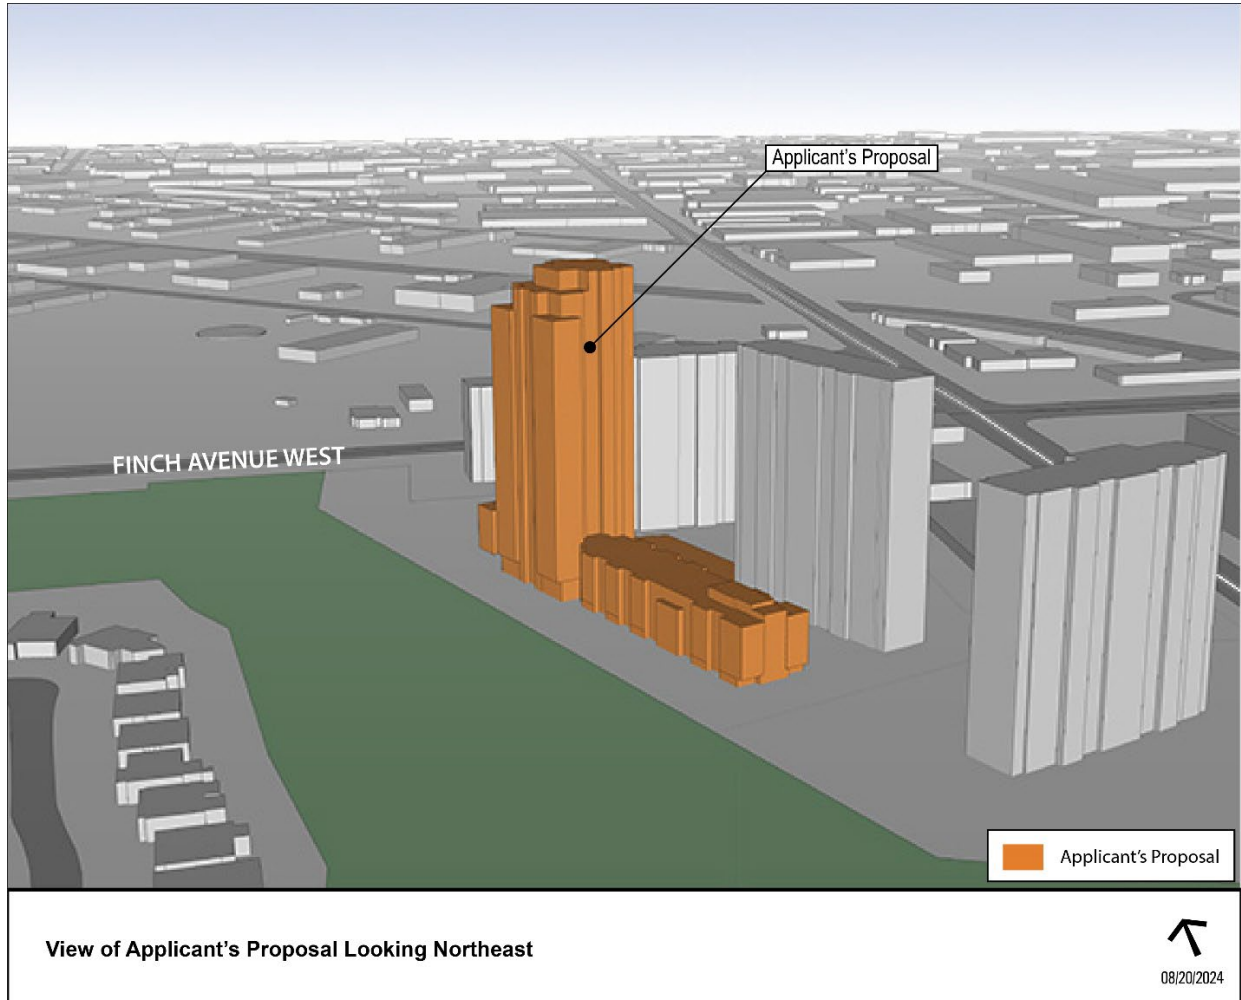 Applicant's Proposal
FINCH AVENUE WEST
Applicant's Proposal
View of Applicant's Proposal Looking Northeast
08/20/2024